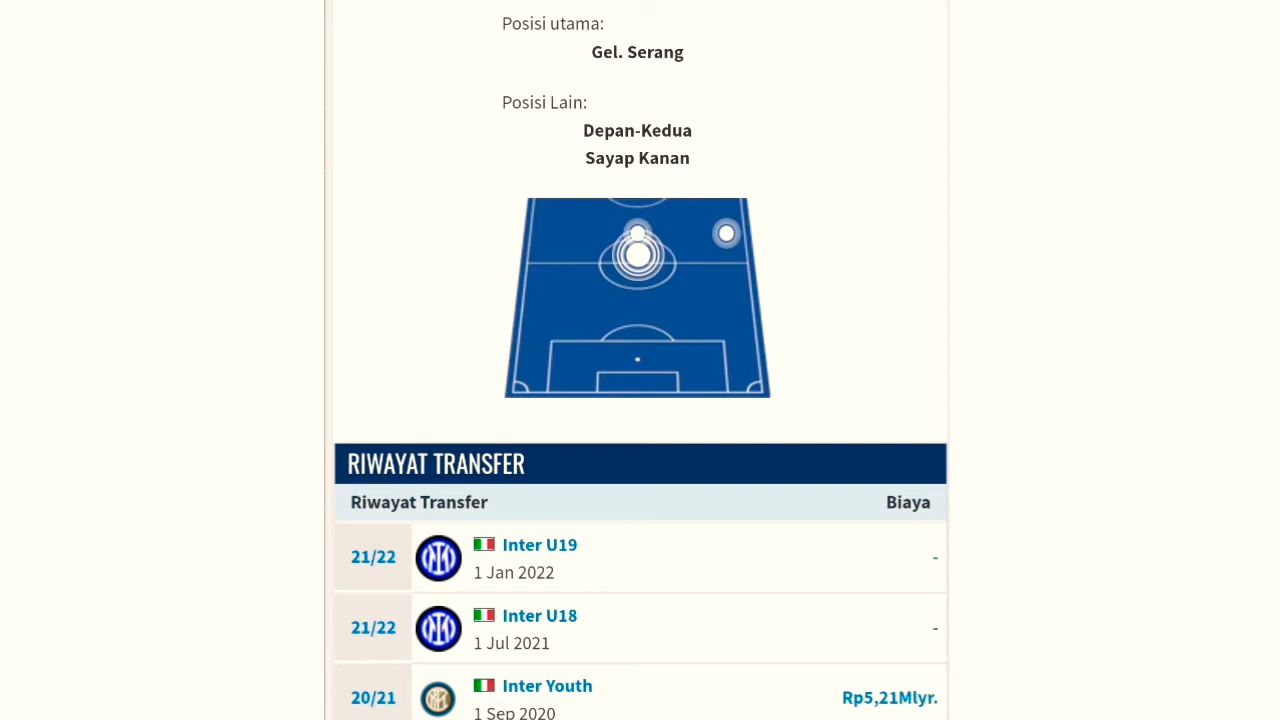 Posisi utama:
Gel. Serang
Posisi Lain:
Depan-Kedua
Sayap Kanan
RIWAYAT TRANSFER
Riwayat Transfer Biaya
21/22 Inter U19 -
1 Jan 2022
21/22 Inter U18 -
1 Jul 2021
20/21 Inter Youth Rp5,21Mlyr.
1 Sep 2020